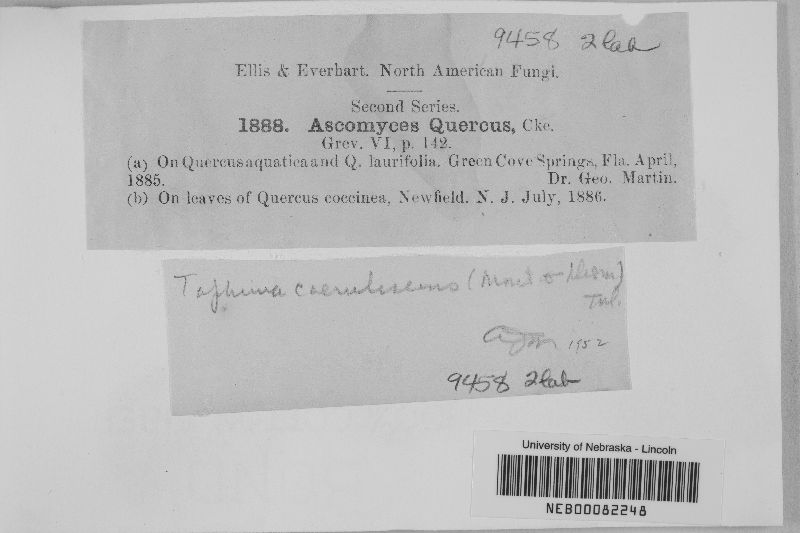 9458 2lab
Ellis & Everhart. North American Fungi.
Second Series.
1888. Ascomyces Quercus, Cke.
Grev. VI, p. 142.
(a) On Quercus aquatica and Q. laurifolia. Green Cove Springs, Fla. April,
1885. Dr. Geo. Martin.
(b) On leaves of Quercus coccinea, Newfield. N. J. July, 1886.
Taphrina caerulescens (Mont & Desm)
Tul.
1952
9458 2lab
University of Nebraska - Lincoln
NEB00082248